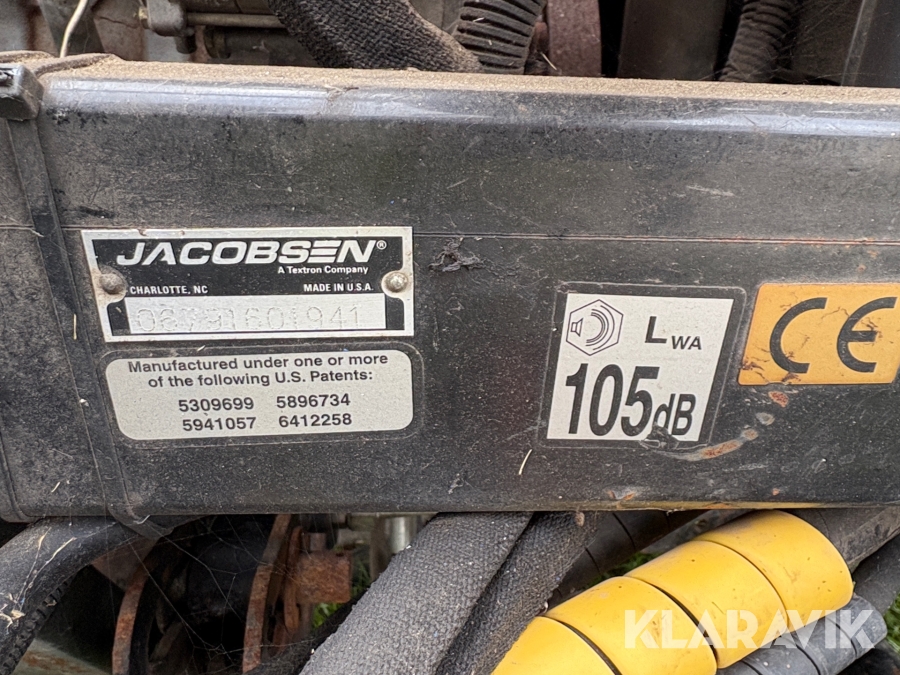 JACOBSEN®
A Textron Company
CHARLOTTE, NC MADE IN U.S.A.
Manufactured under one or more
of the following U.S. Patents:
5309699 5896734
5941057 6412258
LWA
105dB
CE
KLARAVIK